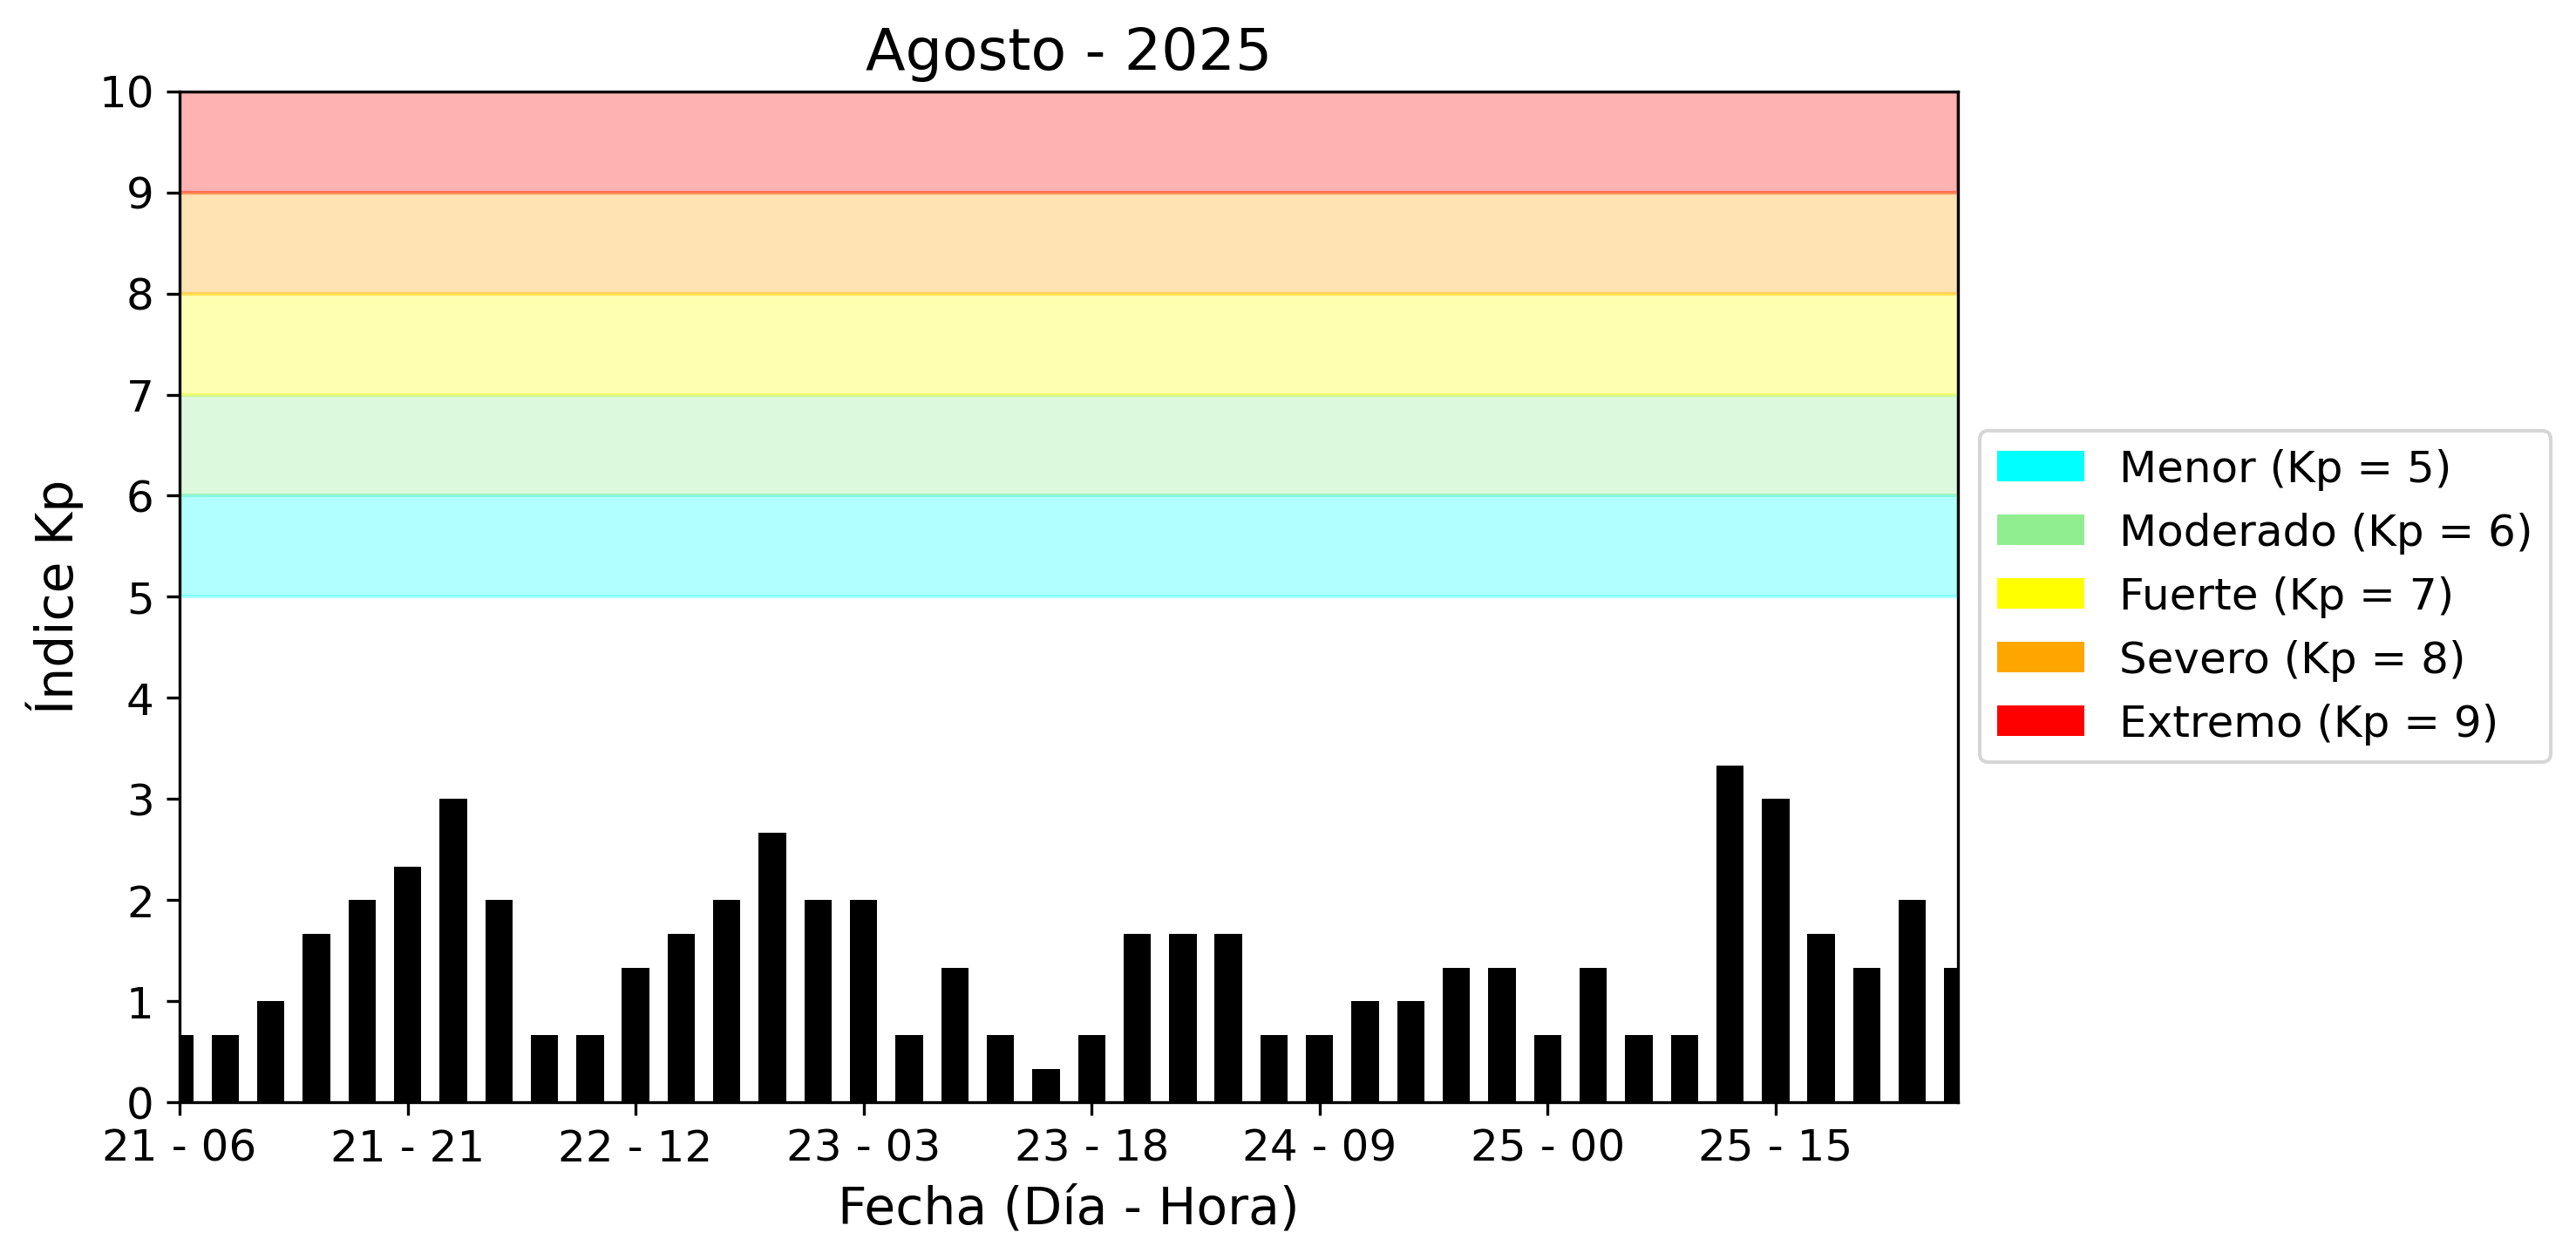 Agosto - 2025
10
9
8
7
6
5
4
3
2
1
0
Índice Kp
21 - 06
21 - 21
22 - 12
23 - 03
23 - 18
24 - 09
25 - 00
25 - 15
Fecha (Día - Hora)
Menor (Kp = 5)
Moderado (Kp = 6)
Fuerte (Kp = 7)
Severo (Kp = 8)
Extremo (Kp = 9)